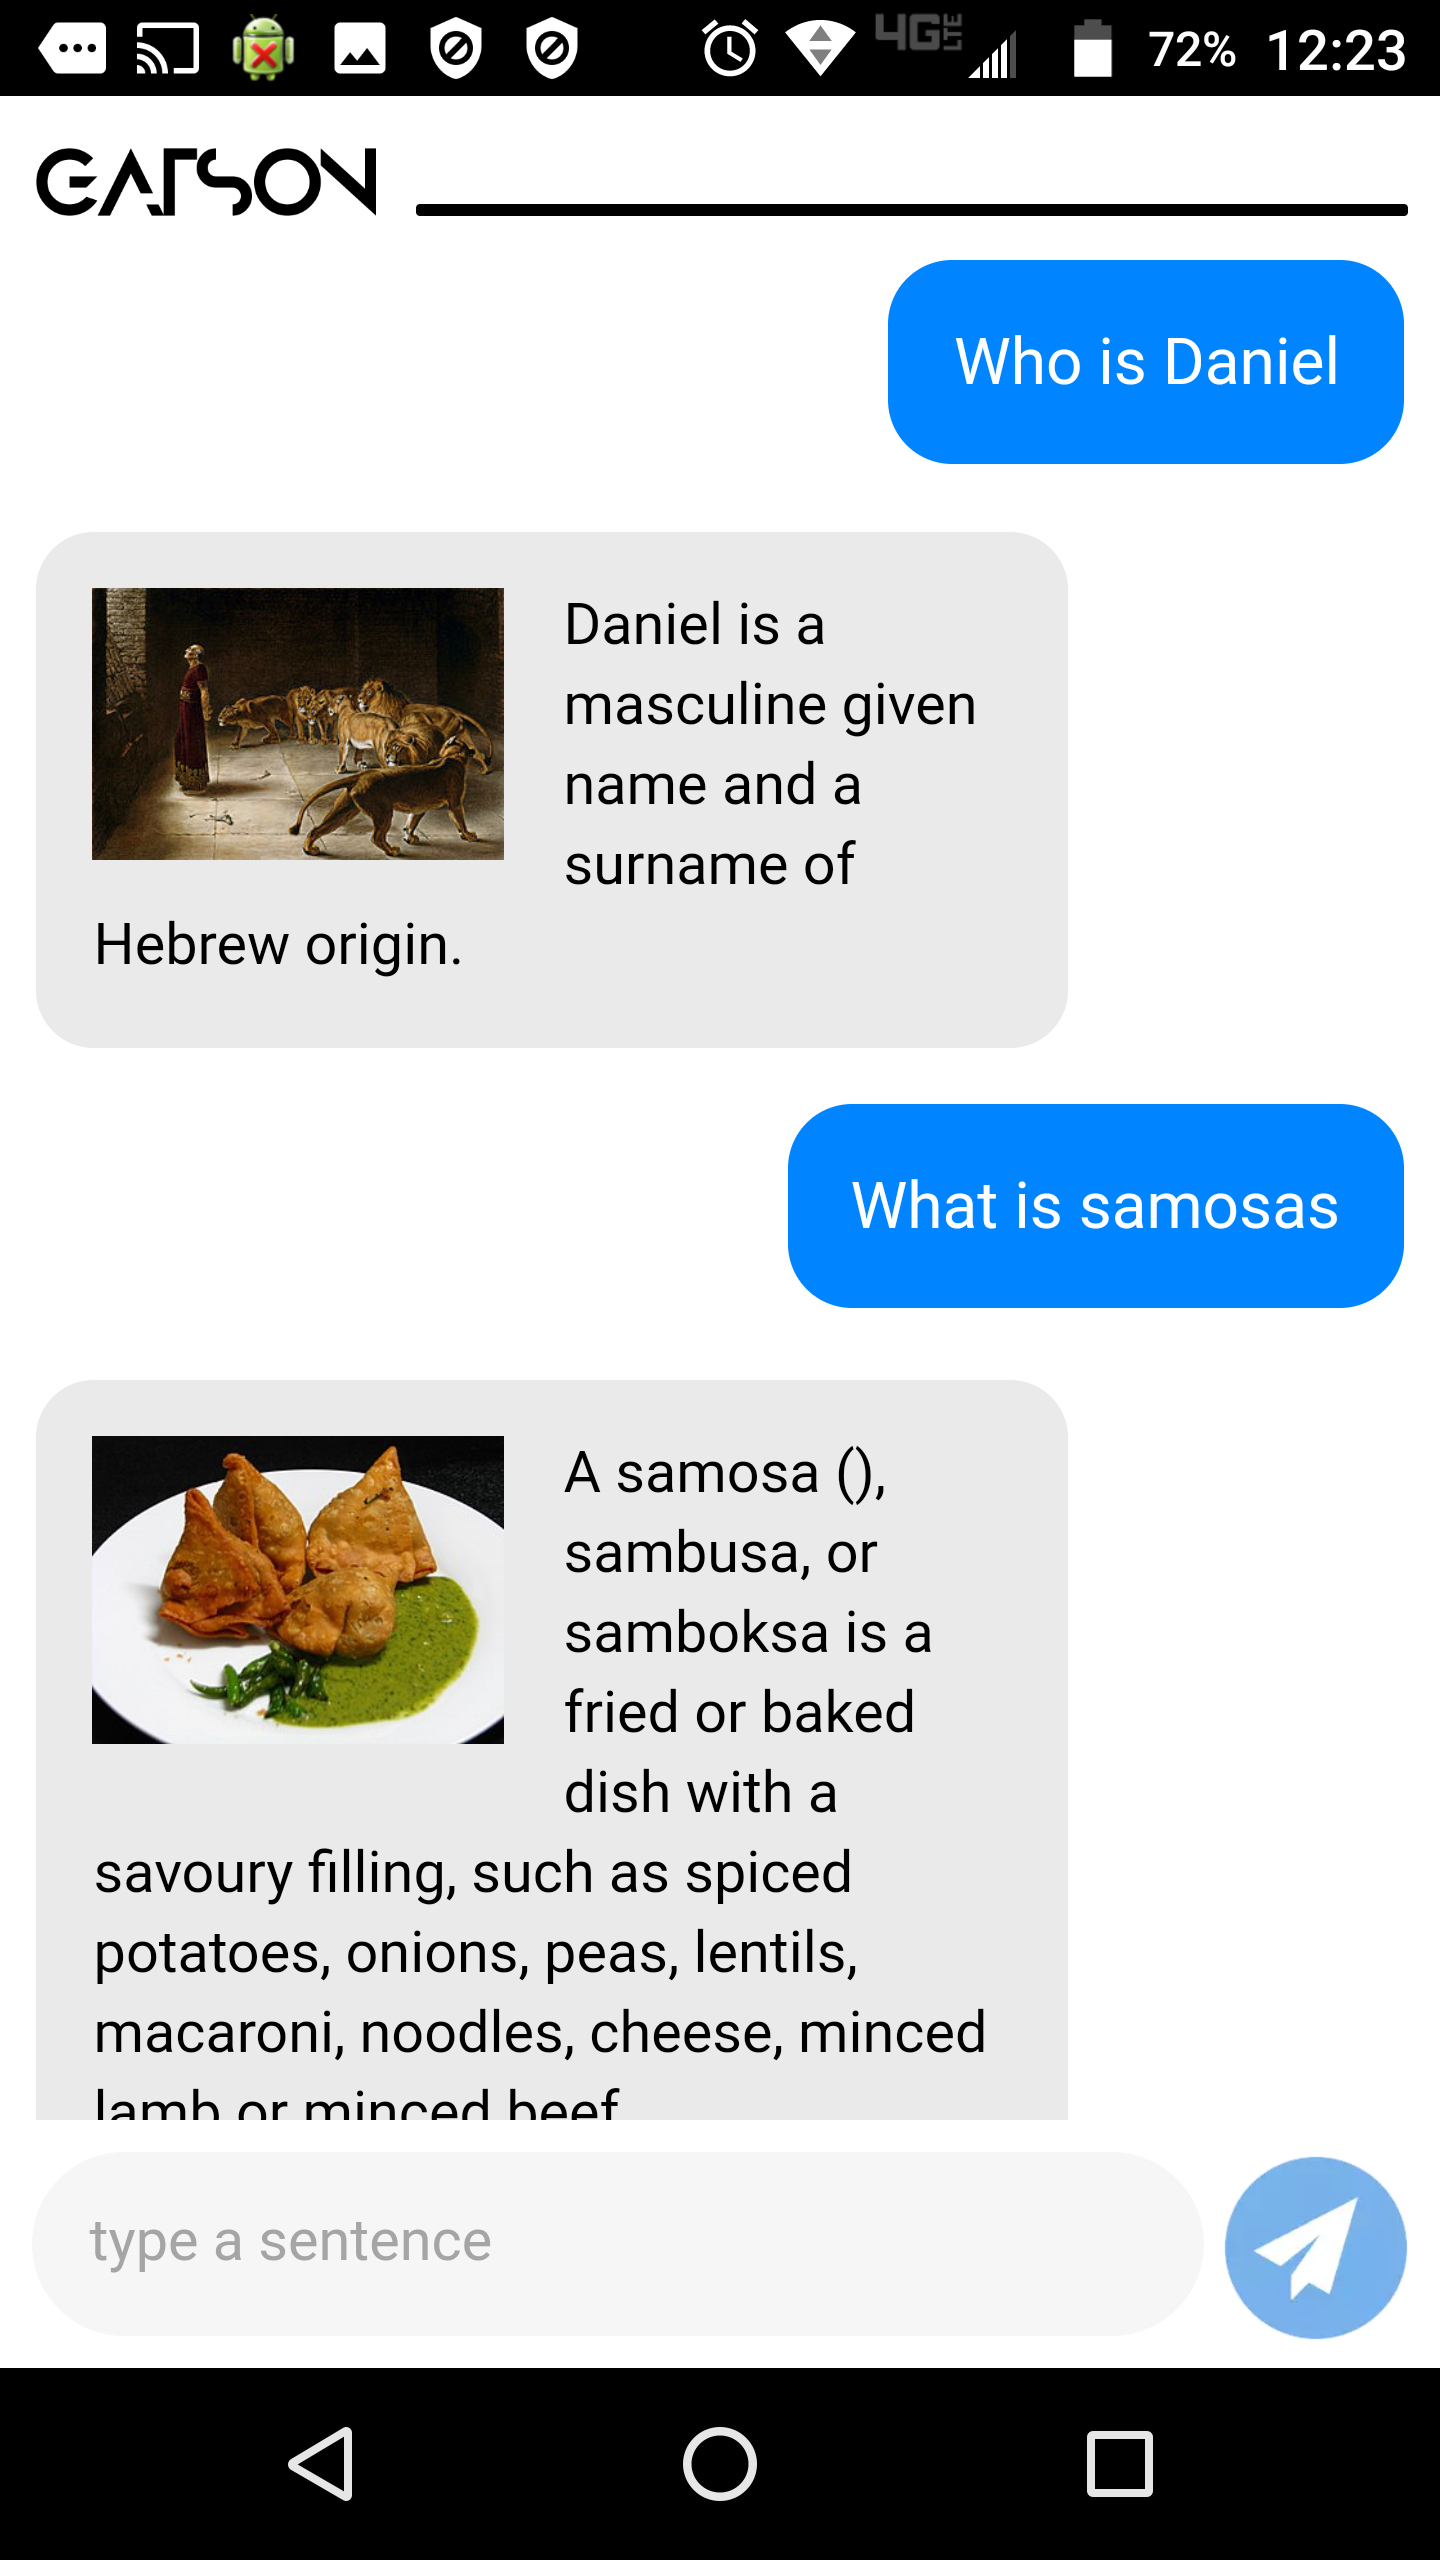 4G LTE 72% 12:23
GATSON
Who is Daniel
Daniel is a
masculine given
name and a
surname of
Hebrew origin.
What is samosas
A samosa (),
sambusa, or
samboksa is a
fried or baked
dish with a
savoury filling, such as spiced
potatoes, onions, peas, lentils,
macaroni, noodles, cheese, minced
lamb or minced beef
type a sentence